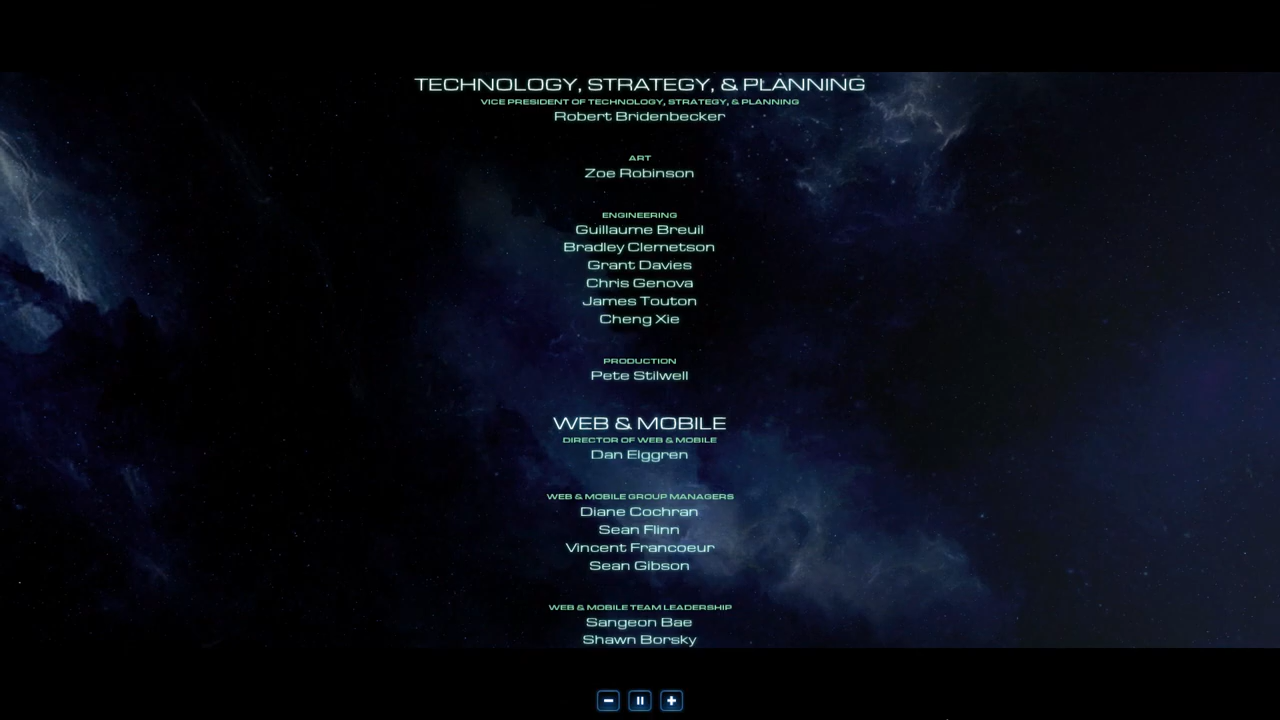 TECHNOLOGY, STRATEGY, & PLANNING
VICE PRESIDENT OF TECHNOLOGY, STRATEGY, & PLANNING
Robert Bridenbecker
ART
Zoe Robinson
ENGINEERING
Guillaume Breuil
Bradley Clemetson
Grant Davies
Chris Genova
James Touton
Cheng Xie
PRODUCTION
Pete Stilwell
WEB & MOBILE
DIRECTOR OF WEB & MOBILE
Dan Elggren
WEB & MOBILE GROUP MANAGERS
Diane Cochran
Sean Flinn
Vincent Francoeur
Sean Gibson
WEB & MOBILE TEAM LEADERSHIP
Sangeon Bae
Shawn Borsky